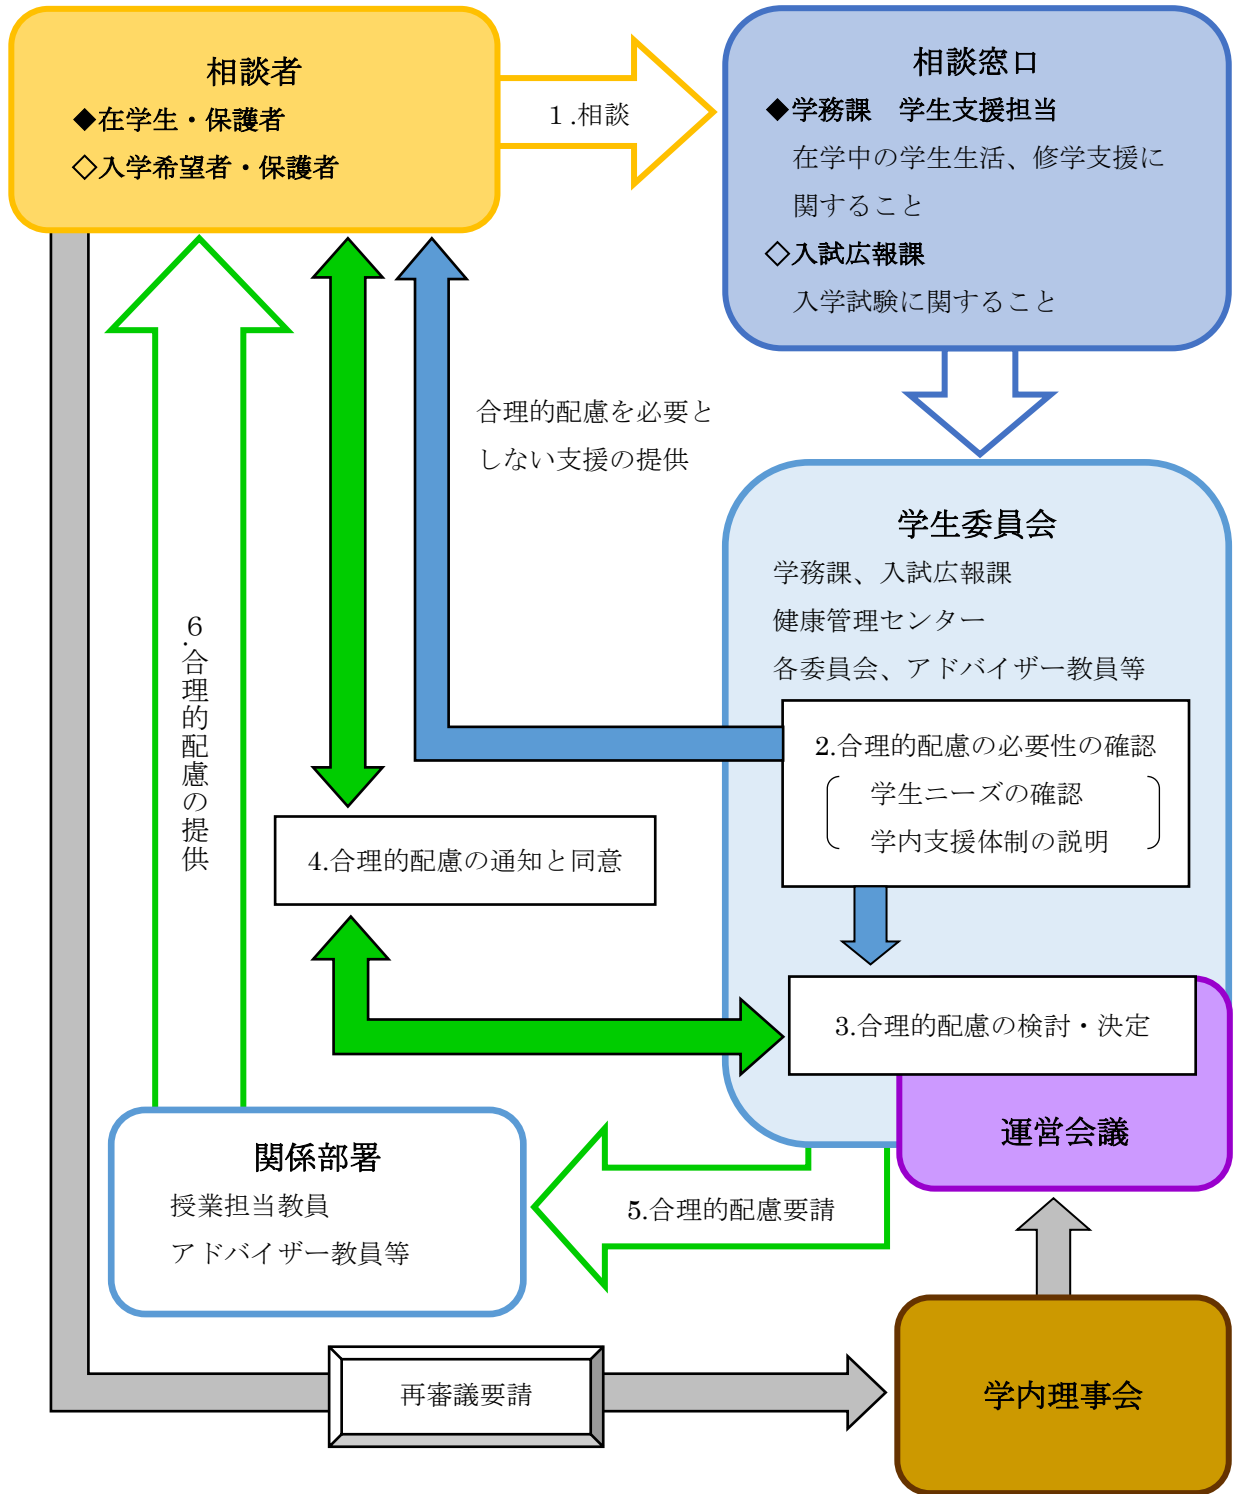 相談者
◆在学生・保護者
◇入学希望者・保護者
1.相談
相談窓口
◆学務課　学生支援担当
在学中の学生生活、修学支援に
関すること
◇入試広報課
入学試験に関すること
合理的配慮を必要と
しない支援の提供
学生委員会
学務課、入試広報課
健康管理センター
各委員会、アドバイザー教員等
2.合理的配慮の必要性の確認
学生ニーズの確認
学内支援体制の説明
3.合理的配慮の検討・決定
運営会議
4.合理的配慮の通知と同意
6.合理的配慮の提供
関係部署
授業担当教員
アドバイザー教員等
5.合理的配慮要請
再審議要請
学内理事会